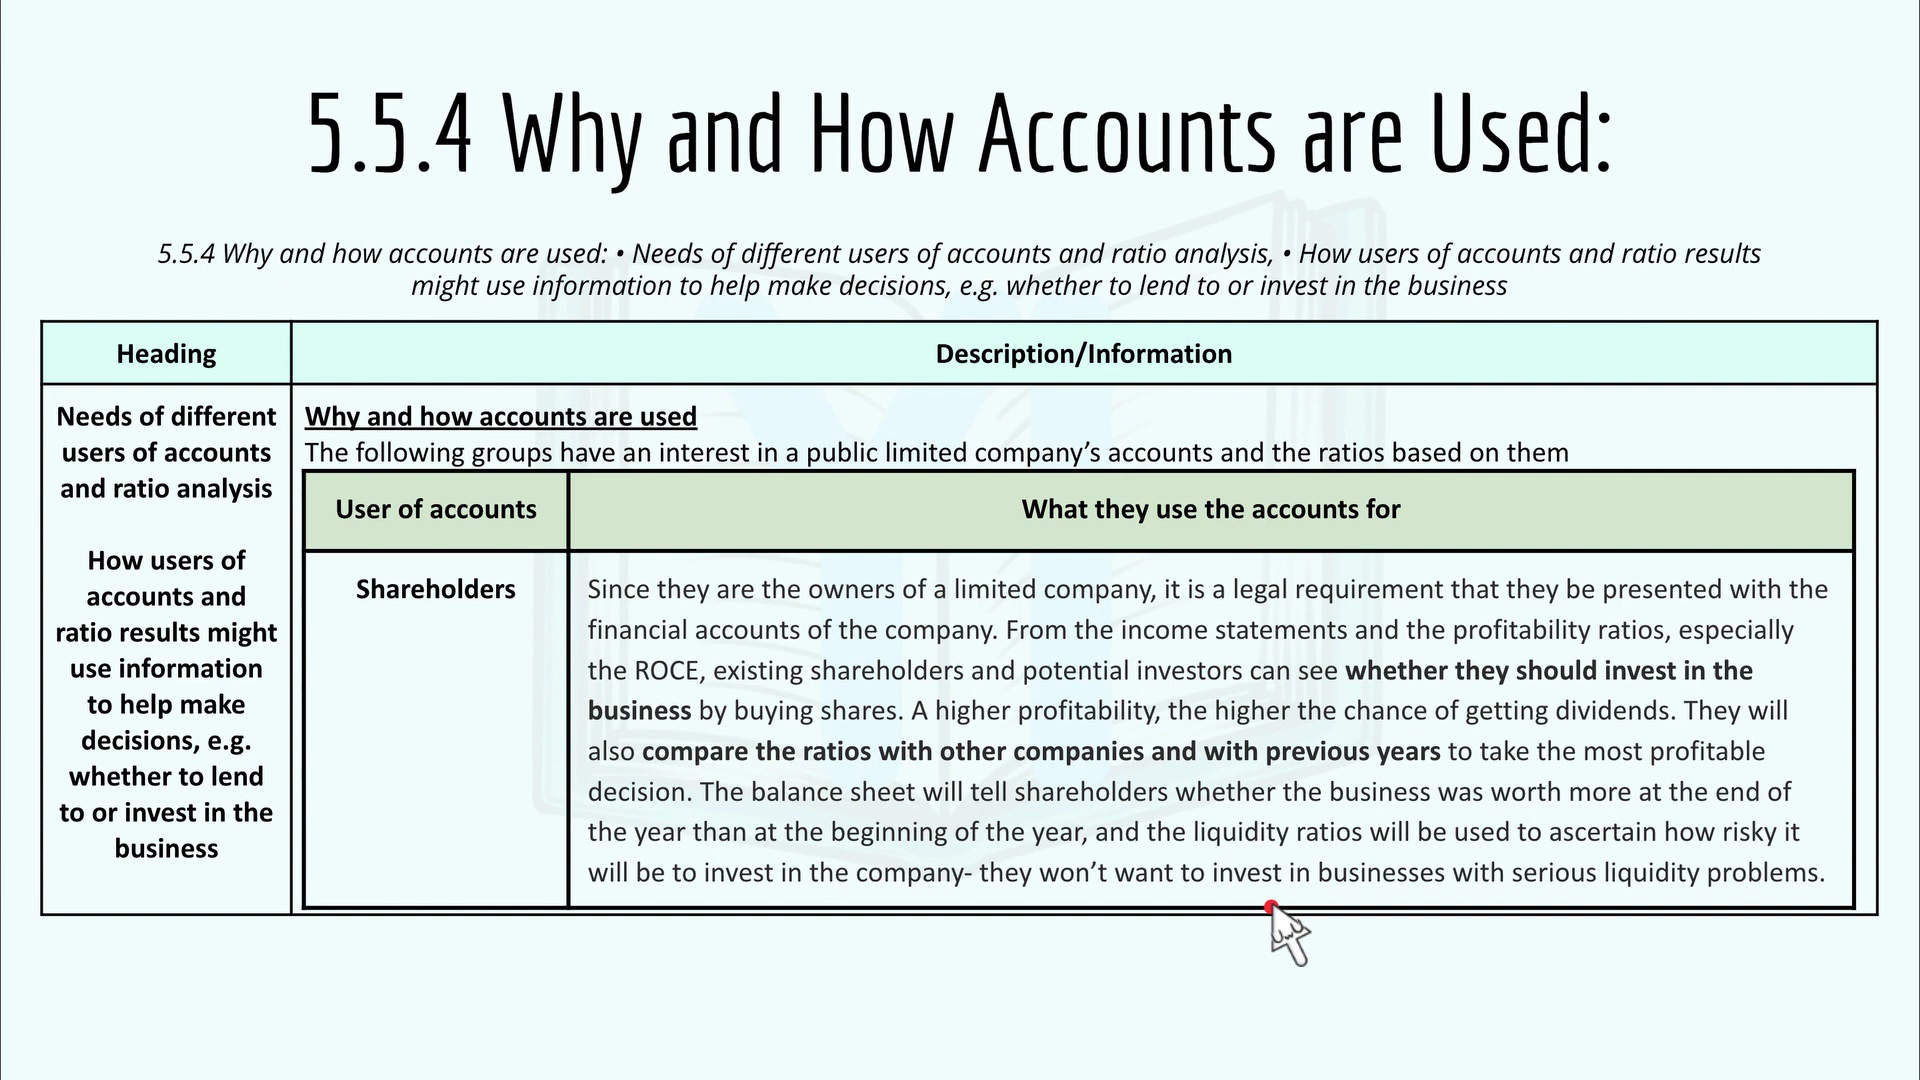 5.5.4 Why and How Accounts are Used:
5.5.4 Why and how accounts are used: • Needs of different users of accounts and ratio analysis, • How users of accounts and ratio results
might use information to help make decisions, e.g. whether to lend to or invest in the business
Heading
Description/Information
Needs of different
users of accounts
and ratio analysis
How users of
accounts and
ratio results might
use information
to help make
decisions, e.g.
whether to lend
to or invest in the
business
Why and how accounts are used
The following groups have an interest in a public limited company’s accounts and the ratios based on them
User of accounts
What they use the accounts for
Shareholders
Since they are the owners of a limited company, it is a legal requirement that they be presented with the
financial accounts of the company. From the income statements and the profitability ratios, especially
the ROCE, existing shareholders and potential investors can see whether they should invest in the
business by buying shares. A higher profitability, the higher the chance of getting dividends. They will
also compare the ratios with other companies and with previous years to take the most profitable
decision. The balance sheet will tell shareholders whether the business was worth more at the end of
the year than at the beginning of the year, and the liquidity ratios will be used to ascertain how risky it
will be to invest in the company- they won’t want to invest in businesses with serious liquidity problems.